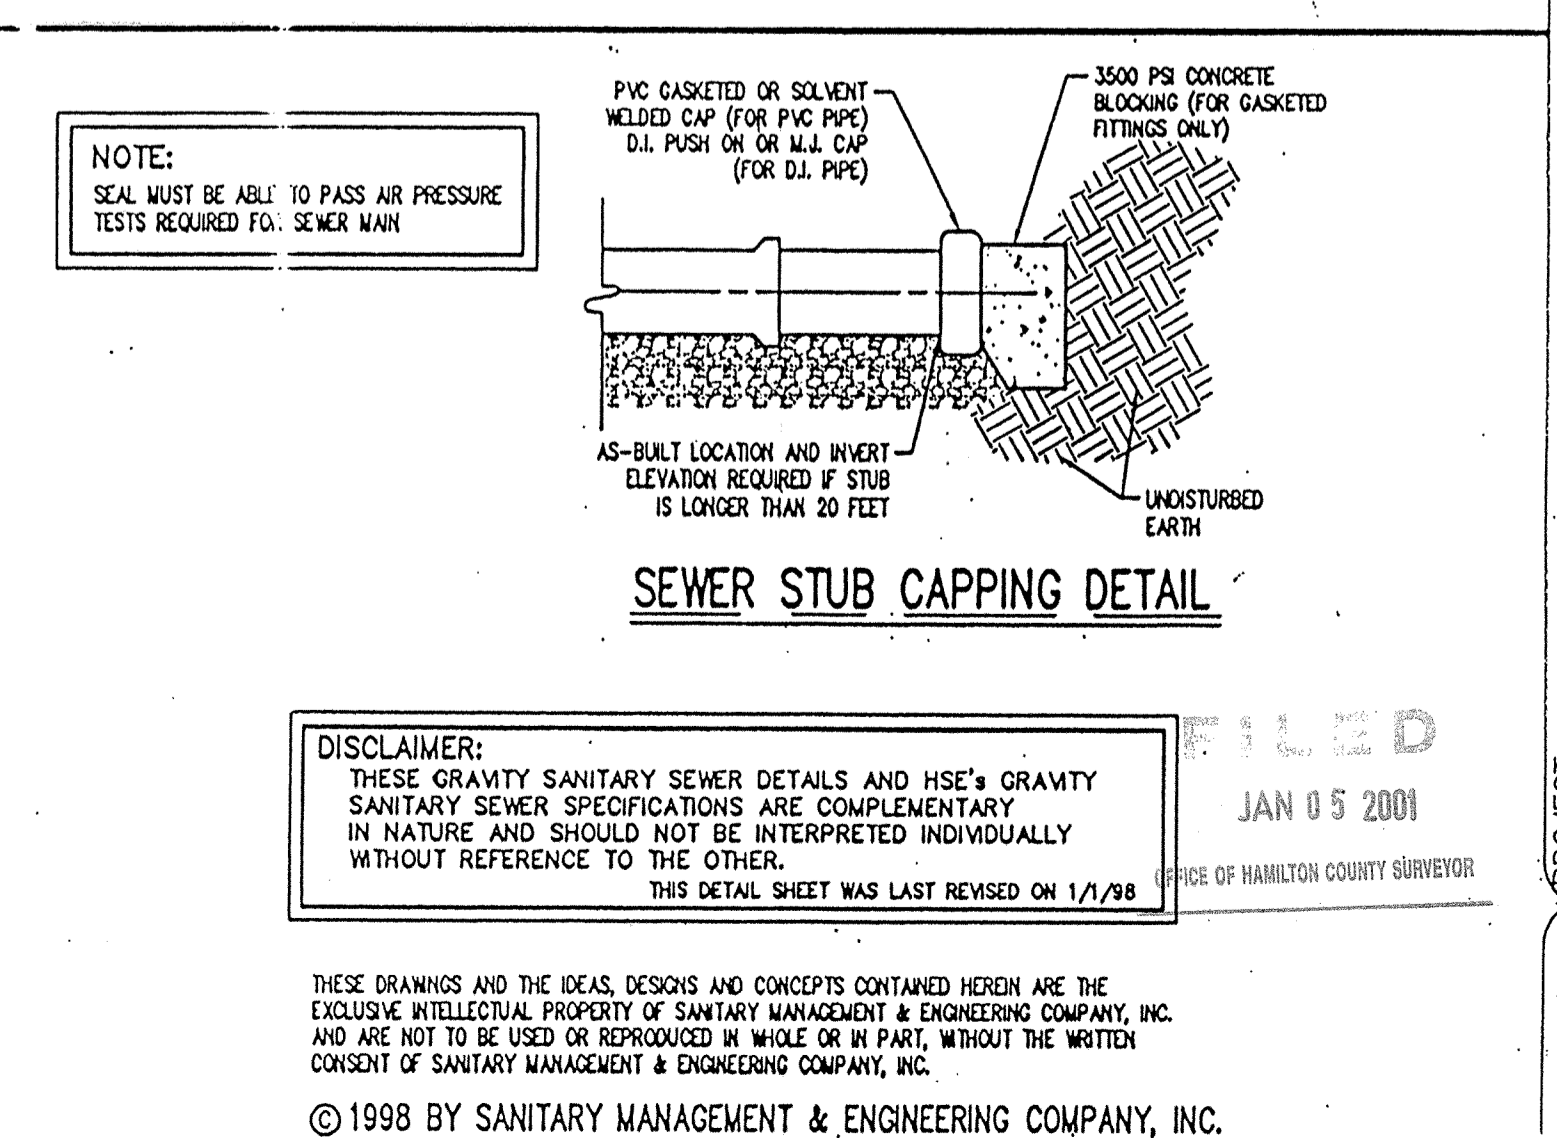 NOTE:
SEAL MUST BE ABLE TO PASS AIR PRESSURE
TESTS REQUIRED FOR SEWER MAIN
PVC GASKETED OR SOLVENT
WELDED CAP (FOR PVC PIPE)
D.I. PUSH ON OR M.J. CAP
(FOR D.I. PIPE)
3500 PSI CONCRETE
BLOCKING (FOR GASKETED
FITTINGS ONLY)
AS-BUILT LOCATION AND INVERT
ELEVATION REQUIRED IF STUB
IS LONGER THAN 20 FEET
UNDISTURBED
EARTH
SEWER STUB CAPPING DETAIL
DISCLAIMER:
THESE GRAVITY SANITARY SEWER DETAILS AND HSE's GRAVITY
SANITARY SEWER SPECIFICATIONS ARE COMPLEMENTARY
IN NATURE AND SHOULD NOT BE INTERPRETED INDIVIDUALLY
WITHOUT REFERENCE TO THE OTHER.
THIS DETAIL SHEET WAS LAST REVISED ON 1/1/98
FILED
JAN 05 2001
OFFICE OF HAMILTON COUNTY SURVEYOR
THESE DRAWINGS AND THE IDEAS, DESIGNS AND CONCEPTS CONTAINED HEREIN ARE THE
EXCLUSIVE INTELLECTUAL PROPERTY OF SANITARY MANAGEMENT & ENGINEERING COMPANY, INC.
AND ARE NOT TO BE USED OR REPRODUCED IN WHOLE OR IN PART, WITHOUT THE WRITTEN
CONSENT OF SANITARY MANAGEMENT & ENGINEERING COMPANY, INC.
©1998 BY SANITARY MANAGEMENT & ENGINEERING COMPANY, INC.